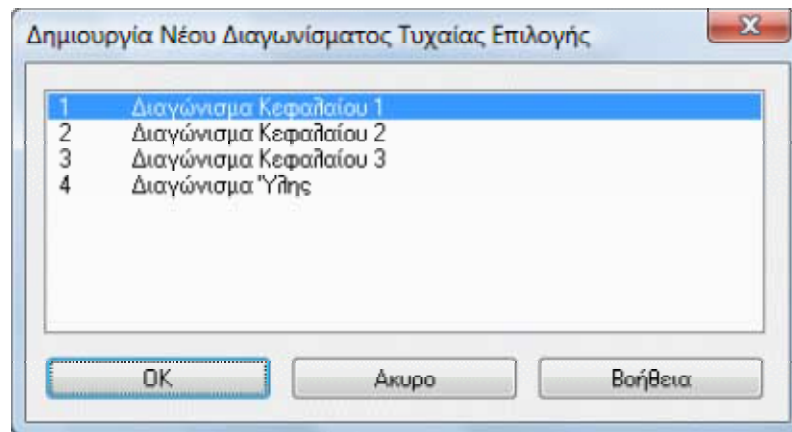 Δημιουργία Νέου Διαγωνίσματος Τυχαίας Επιλογής
1 Διαγώνισμα Κεφαλαίου 1
2 Διαγώνισμα Κεφαλαίου 2
3 Διαγώνισμα Κεφαλαίου 3
4 Διαγώνισμα Ύλης
OK Ακυρο Βοήθεια